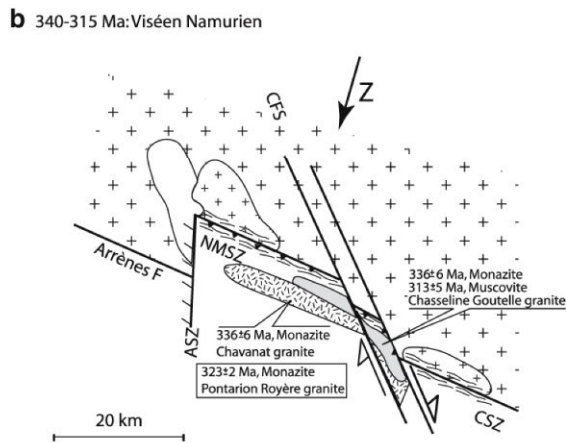 b 340-315 Ma: Viséen Namurien
Z
CFS
Arrènes F
NMSZ
ASZ
336±6 Ma, Monazite
313±5 Ma, Muscovite
Chasseline Goutelle granite
336±6 Ma, Monazite
Chavanat granite
323±2 Ma, Monazite
Pontarion Royère granite
CSZ
20 km